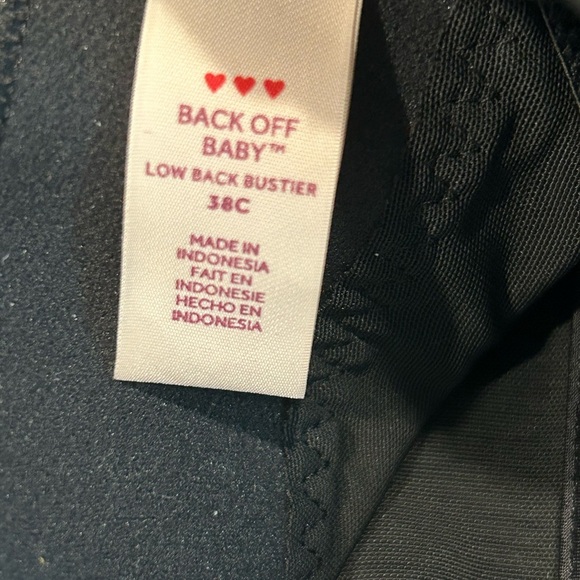 ♥♥♥
BACK OFF
BABY™
LOW BACK BUSTIER
38C
MADE IN
INDONESIA
FAIT EN
INDONESIE
HECHO EN
INDONESIA